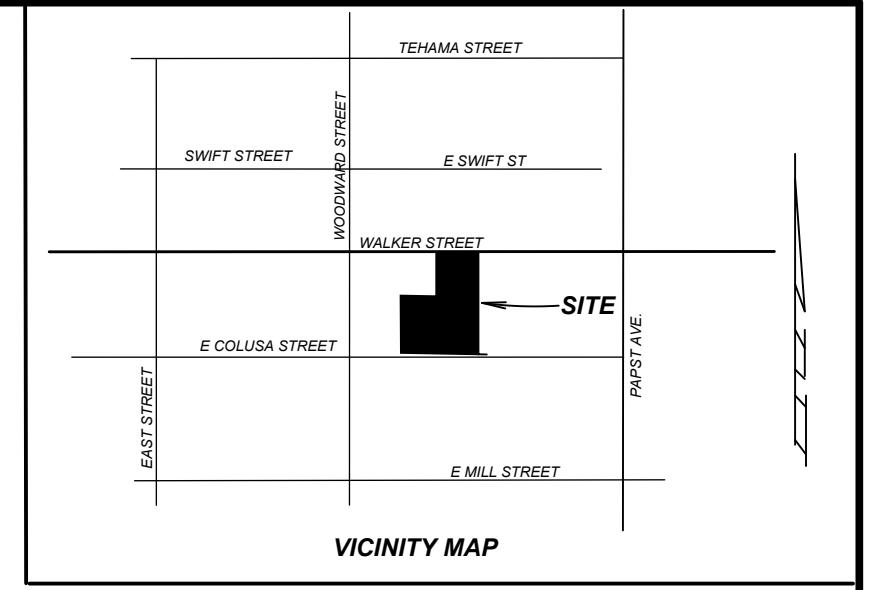 TEHAMA STREET
WOODWARD STREET
SWIFT STREET
E SWIFT ST
WALKER STREET
SITE
PAPST AVE.
E COLUSA STREET
EAST STREET
E MILL STREET
VICINITY MAP